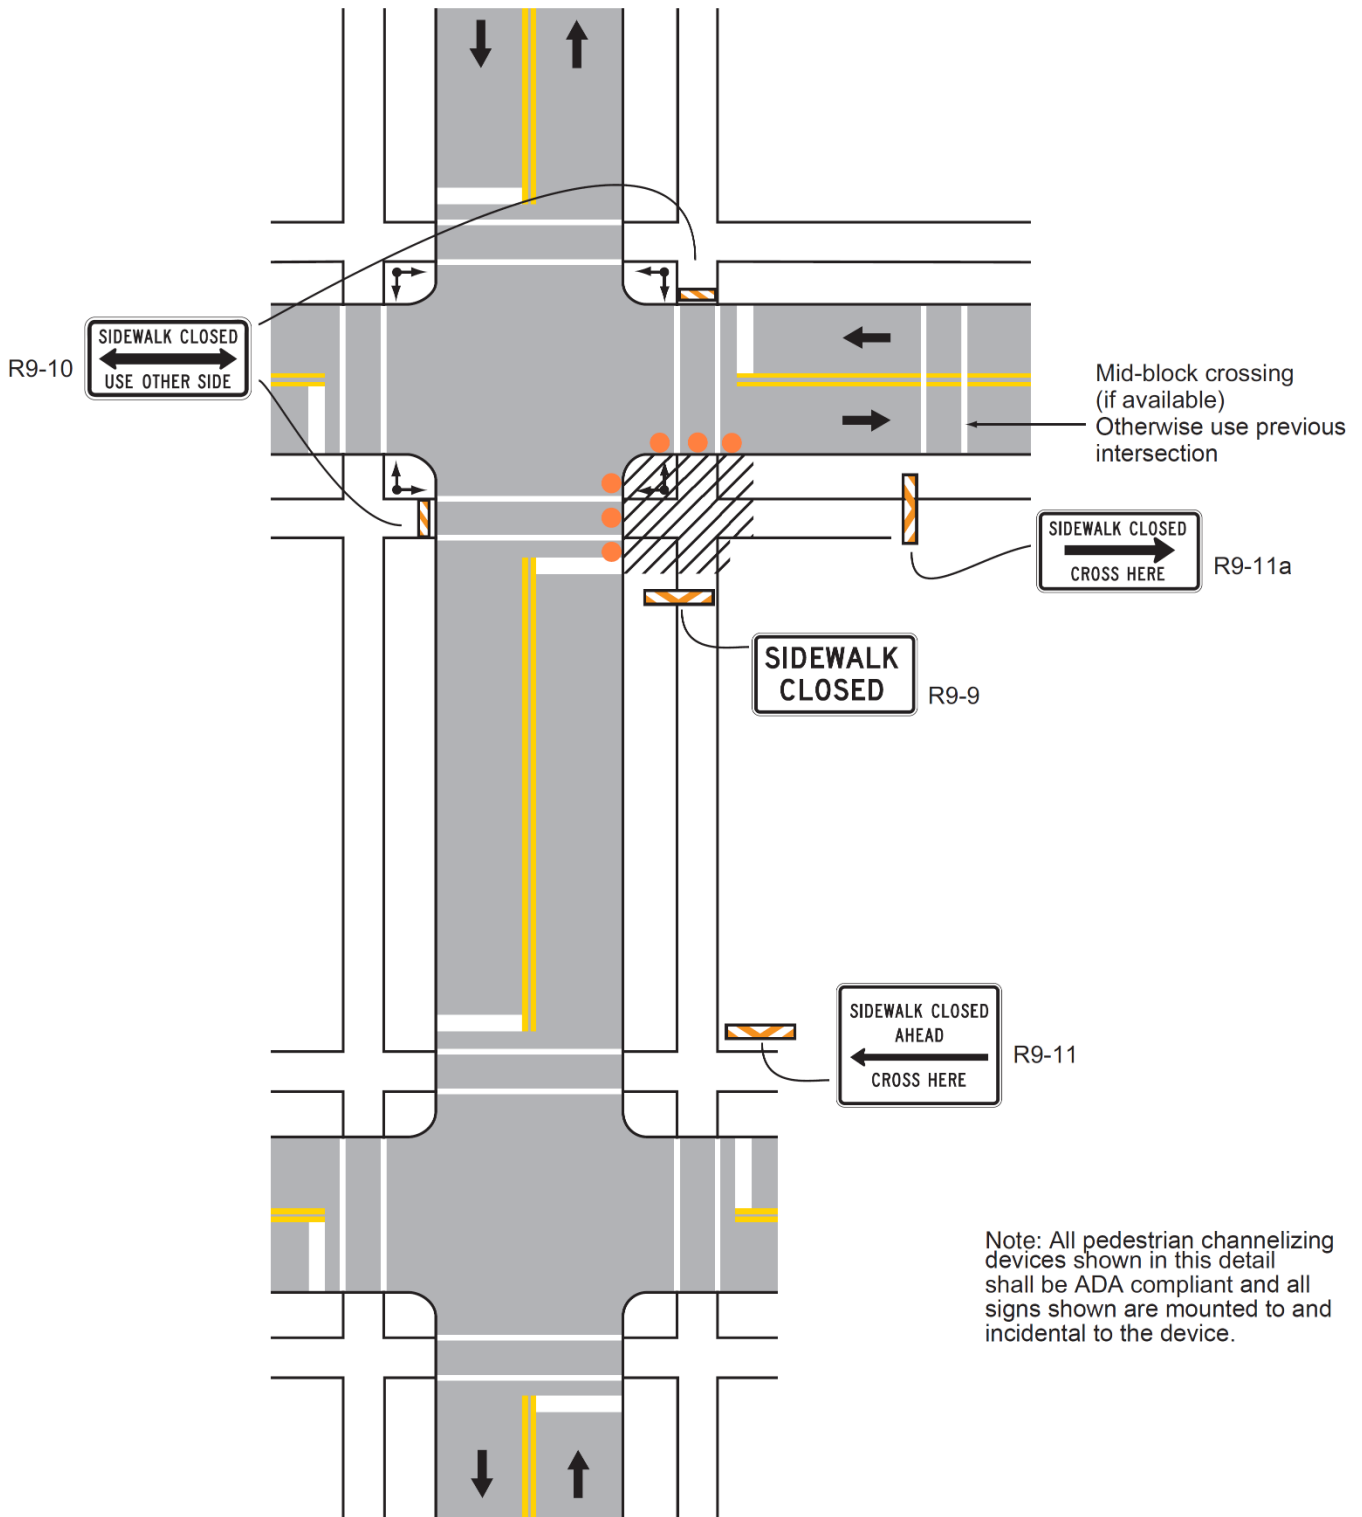 R9-10
SIDEWALK CLOSED
USE OTHER SIDE
Mid-block crossing
(if available)
Otherwise use previous
intersection
SIDEWALK CLOSED
CROSS HERE
R9-11a
SIDEWALK
CLOSED
R9-9
SIDEWALK CLOSED
AHEAD
CROSS HERE
R9-11
Note: All pedestrian channelizing
devices shown in this detail
shall be ADA compliant and all
signs shown are mounted to and
incidental to the device.